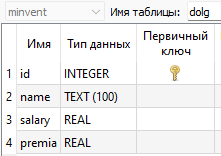 minvent Имя таблицы: dolg
Имя Тип данных Первичный ключ
1 id INTEGER
2 name TEXT (100)
3 salary REAL
4 premia REAL